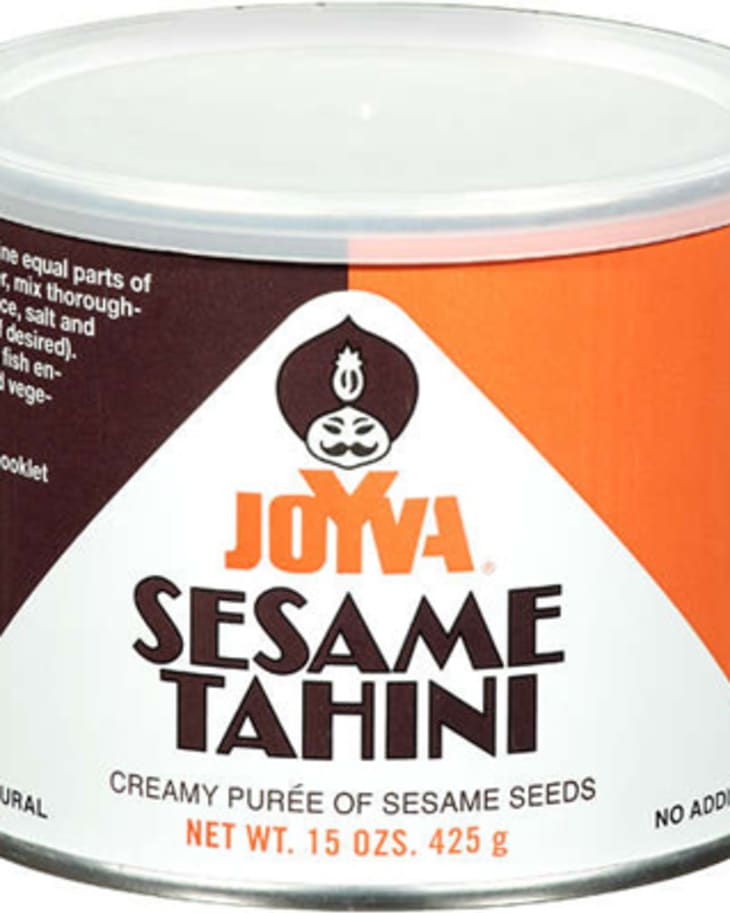 ne equal parts of
r, mix thorough-
ce, salt and
desired).
fish en-
vege-
ooklet
JOYVA®
SESAME
TAHINI
CREAMY PURÉE OF SESAME SEEDS
NET WT. 15 OZS. 425 g
URAL
NO ADDI